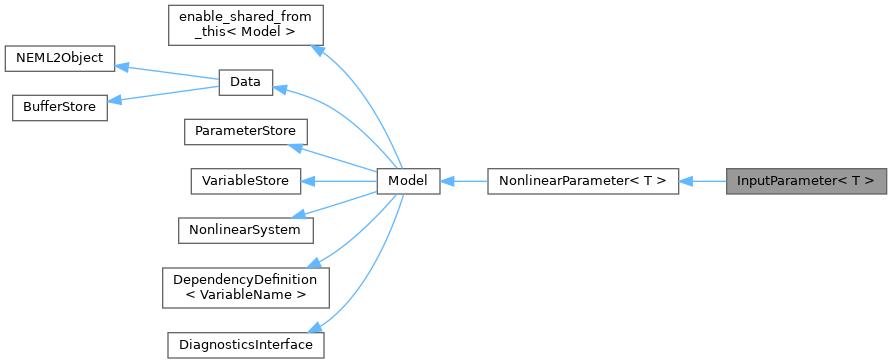 enable_shared_from
_this< Model >
NEML2Object
Data
BufferStore
ParameterStore
VariableStore
Model
NonlinearParameter< T >
InputParameter< T >
NonlinearSystem
DependencyDefinition
< VariableName >
DiagnosticsInterface